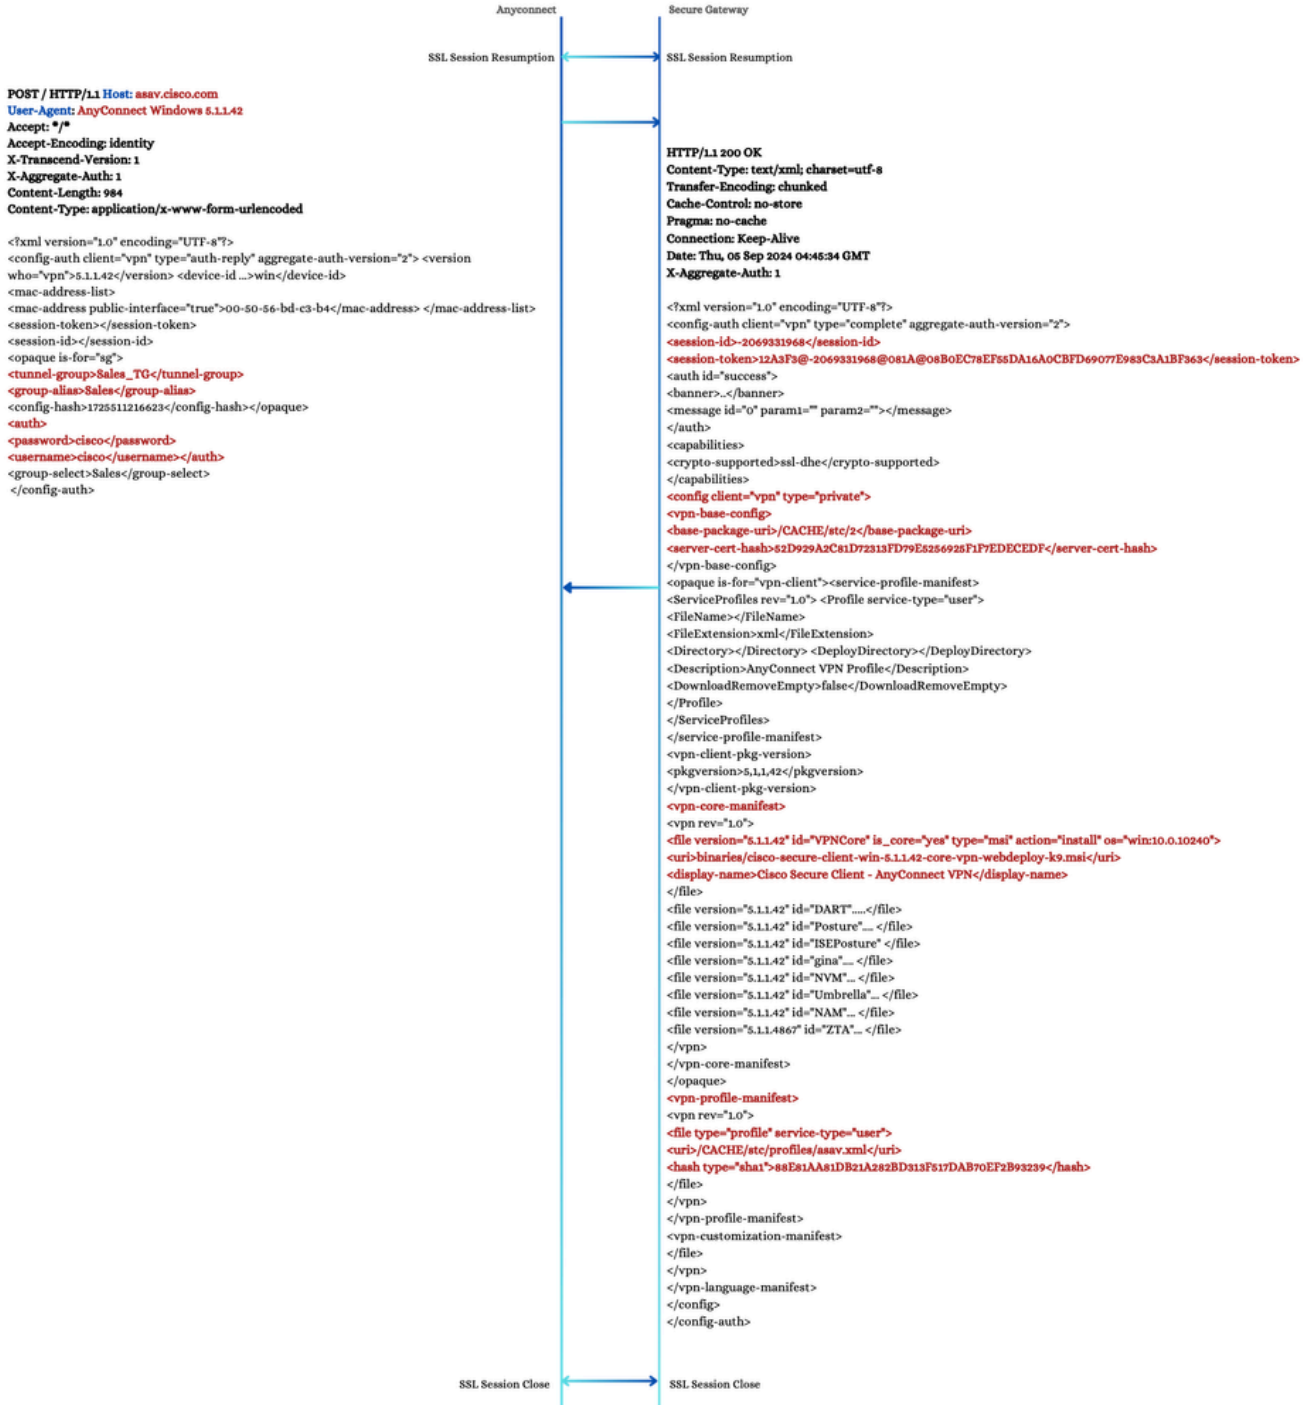 Anyconnect
Secure Gateway
SSL Session Resumption
SSL Session Resumption
POST / HTTP/1.1 Host: asav.cisco.com
User-Agent: AnyConnect Windows 5.1.1.42
Accept: */*
Accept-Encoding: identity
X-Transcend-Version: 1
X-Aggregate-Auth: 1
Content-Length: 984
Content-Type: application/x-www-form-urlencoded
<?xml version="1.0" encoding="UTF-8"?>
<config-auth client="vpn" type="auth-reply" aggregate-auth-version="2"> <version
who="vpn">5.1.1.42</version> <device-id ...>win</device-id>
<mac-address-list>
<mac-address public-interface="true">00-50-56-bd-c3-b4</mac-address> </mac-address-list>
<session-token></session-token>
<session-id></session-id>
<opaque is-for="sg">
<tunnel-group>Sales_TG</tunnel-group>
<group-alias>Sales</group-alias>
<config-hash>1725511216623</config-hash></opaque>
<auth>
<password>cisco</password>
<username>cisco</username></auth>
<group-select>Sales</group-select>
</config-auth>
HTTP/1.1 200 OK
Content-Type: text/xml; charset=utf-8
Transfer-Encoding: chunked
Cache-Control: no-store
Pragma: no-cache
Connection: Keep-Alive
Date: Thu, 05 Sep 2024 04:45:34 GMT
X-Aggregate-Auth: 1
<?xml version="1.0" encoding="UTF-8"?>
<config-auth client="vpn" type="complete" aggregate-auth-version="2">
<session-id>-2069331968</session-id>
<session-token>12A3F3@-2069331968@081A@08B0EC78EF55DA16A0CBFD69077E983C3A1BF363</session-token>
<auth id="success">
<banner>..</banner>
<message id="0" param1="" param2=""></message>
</auth>
<capabilities>
<crypto-supported>ssl-dhe</crypto-supported>
</capabilities>
<config client="vpn" type="private">
<vpn-base-config>
<base-package-uri>/CACHE/stc/2</base-package-uri>
<server-cert-hash>52D929A2C81D72313FD79E5256925F1F7EDECEDF</server-cert-hash>
</vpn-base-config>
<opaque is-for="vpn-client"><service-profile-manifest>
<ServiceProfiles rev="1.0"> <Profile service-type="user">
<FileName></FileName>
<FileExtension>xml</FileExtension>
<Directory></Directory> <DeployDirectory></DeployDirectory>
<Description>AnyConnect VPN Profile</Description>
<DownloadRemoveEmpty>false</DownloadRemoveEmpty>
</Profile>
</ServiceProfiles>
</service-profile-manifest>
<vpn-client-pkg-version>
<pkgversion>5,1,1,42</pkgversion>
</vpn-client-pkg-version>
<vpn-core-manifest>
<vpn rev="1.0">
<file version="5.1.1.42" id="VPNCore" is_core="yes" type="msi" action="install" os="win:10.0.10240">
<uri>binaries/cisco-secure-client-win-5.1.1.42-core-vpn-webdeploy-k9.msi</uri>
<display-name>Cisco Secure Client - AnyConnect VPN</display-name>
</file>
<file version="5.1.1.42" id="DART".....</file>
<file version="5.1.1.42" id="Posture".... </file>
<file version="5.1.1.42" id="ISEPosture" </file>
<file version="5.1.1.42" id="gina".... </file>
<file version="5.1.1.42" id="NVM"... </file>
<file version="5.1.1.42" id="Umbrella"... </file>
<file version="5.1.1.42" id="NAM"... </file>
<file version="5.1.1.4867" id="ZTA"... </file>
</vpn>
</vpn-core-manifest>
</opaque>
<vpn-profile-manifest>
<vpn rev="1.0">
<file type="profile" service-type="user">
<uri>/CACHE/stc/profiles/asav.xml</uri>
<hash type="sha1">88E81AA81DB21A282BD313F517DAB70EF2B93239</hash>
</file>
</vpn>
</vpn-profile-manifest>
<vpn-customization-manifest>
</file>
</vpn>
</vpn-language-manifest>
</config>
</config-auth>
SSL Session Close
SSL Session Close